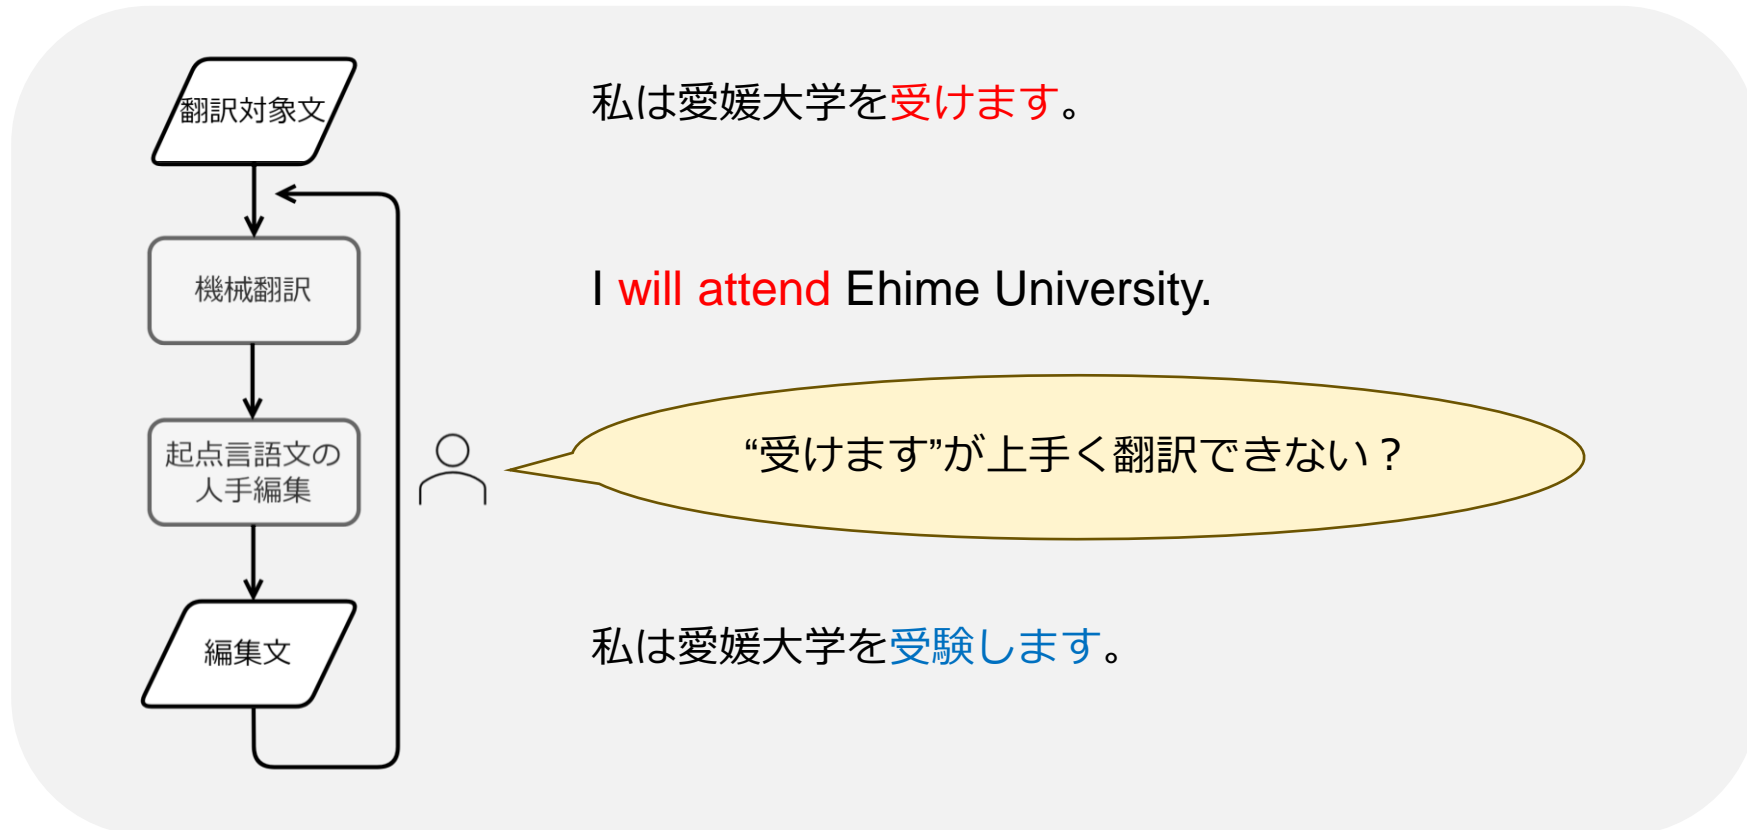 翻訳対象文
私は愛媛大学を受けます。
機械翻訳
I will attend Ehime University.
起点言語文の
人手編集
“受けます”が上手く翻訳できない？
編集文
私は愛媛大学を受験します。